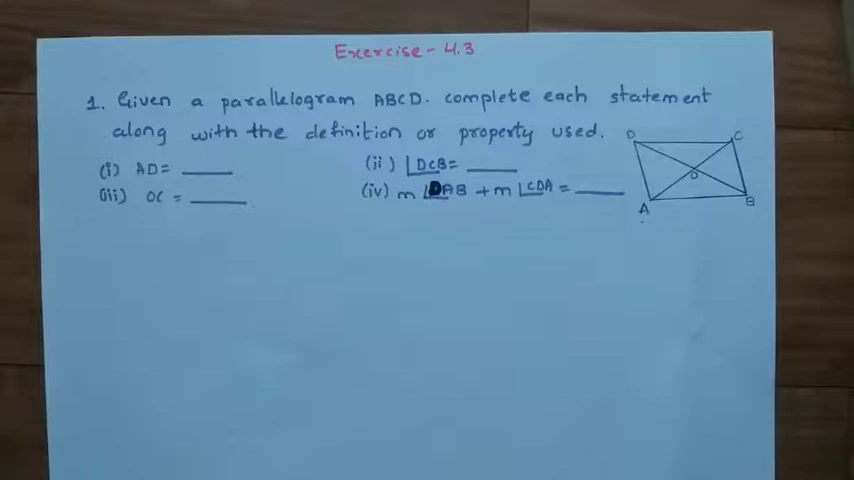 Exercise - 4.3
1. Given a parallelogram ABCD. complete each statement
along with the definition or property used.
(i) AD = ____ (ii) ∠DCB = ____
(iii) OC = ____ (iv) m ∠DAB + m ∠CDA = ____
D C
O
A B